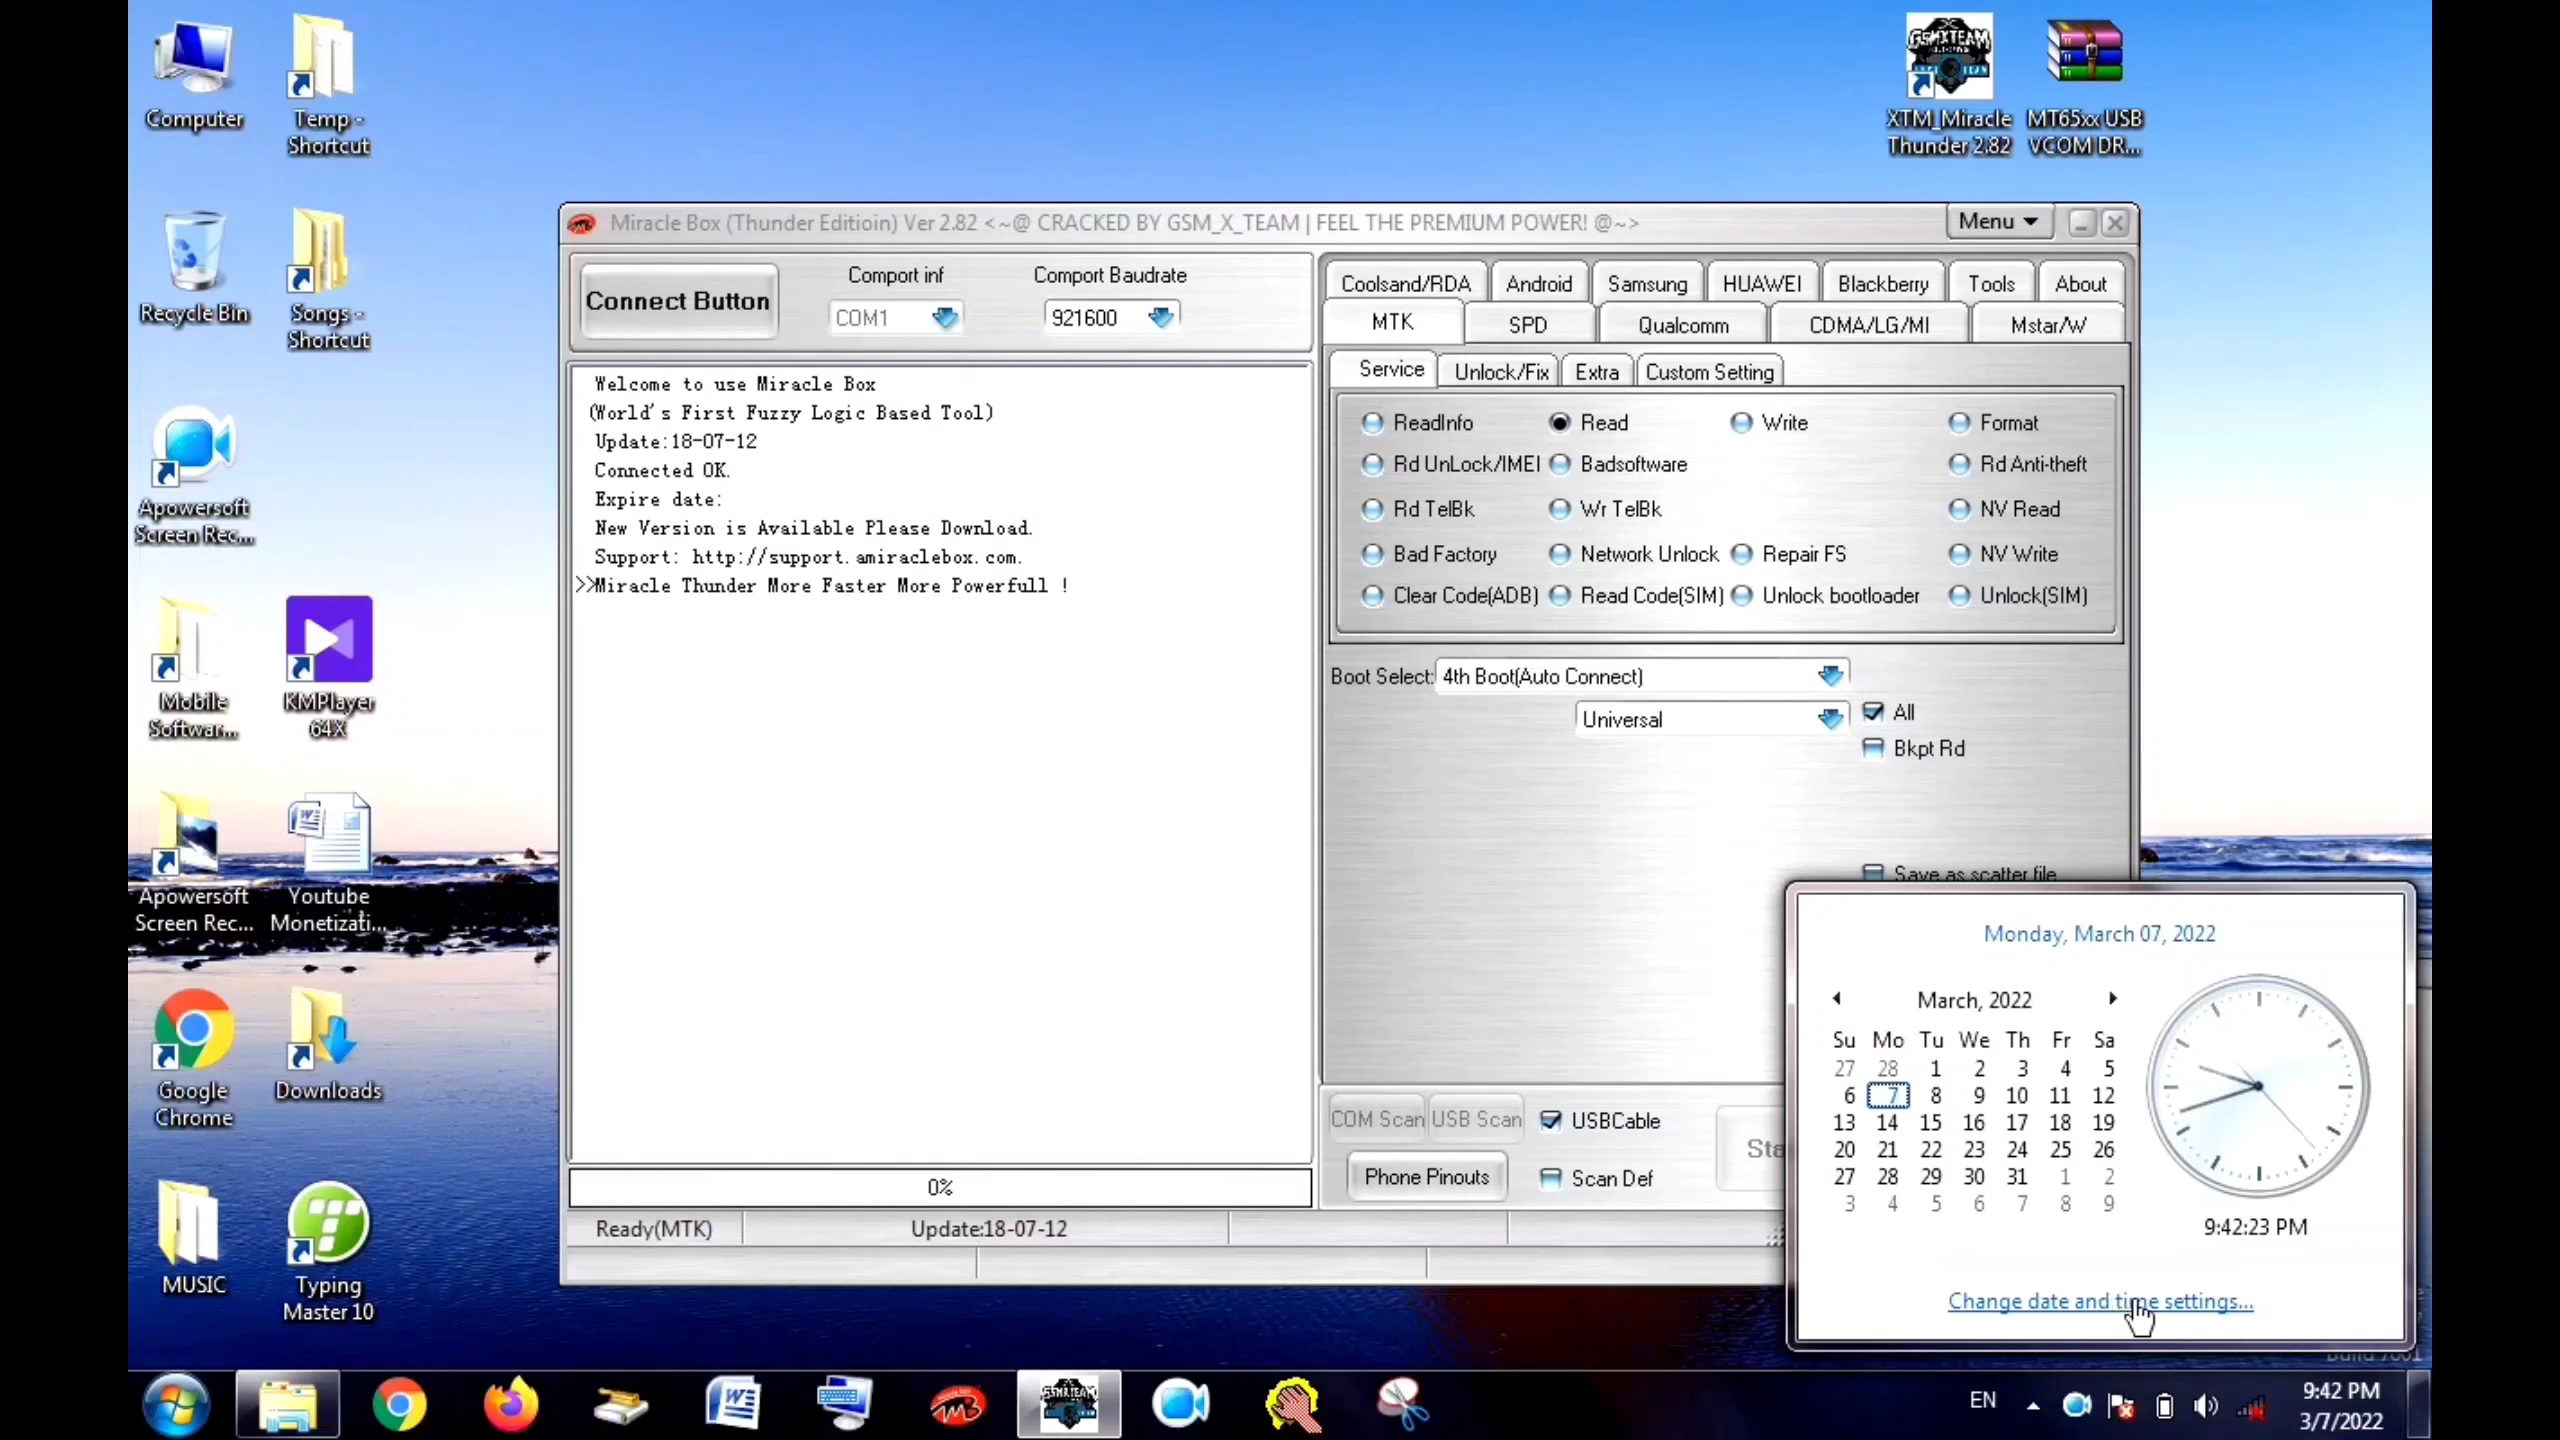 Computer
Temp -
Shortcut
Recycle Bin
Songs -
Shortcut
Apowersoft
Screen Rec...
Mobile
Softwar...
KMPlayer
64X
Apowersoft
Screen Rec...
Youtube
Monetizati...
Google
Chrome
Downloads
MUSIC
Typing
Master 10
GSMXTEAM
XTM_Miracle
Thunder 2.82
MT65xx USB
VCOM DR...
Miracle Box (Thunder Editioin) Ver 2.82 <~@ CRACKED BY GSM_X_TEAM | FEEL THE PREMIUM POWER! @~>
Menu
Connect Button
Comport inf
COM1
Comport Baudrate
921600
Welcome to use Miracle Box
(World's First Fuzzy Logic Based Tool)
Update:18-07-12
Connected OK.
Expire date:
New Version is Available Please Download.
Support: http://support.amiraclebox.com.
>>Miracle Thunder More Faster More Powerfull !
0%
Ready(MTK)
Update:18-07-12
Coolsand/RDA Android Samsung HUAWEI Blackberry Tools About
MTK SPD Qualcomm CDMA/LG/MI Mstar/W
Service Unlock/Fix Extra Custom Setting
ReadInfo Read Write Format
Rd UnLock/IMEI Badsoftware Rd Anti-theft
Rd TelBk Wr TelBk NV Read
Bad Factory Network Unlock Repair FS NV Write
Clear Code(ADB) Read Code(SIM) Unlock bootloader Unlock(SIM)
Boot Select: 4th Boot(Auto Connect)
Universal All
Bkpt Rd
Save as scatter file
COM Scan USB Scan USBCable
Phone Pinouts Scan Def
Sta
Monday, March 07, 2022
March, 2022
Su Mo Tu We Th Fr Sa
27 28 1 2 3 4 5
6 7 8 9 10 11 12
13 14 15 16 17 18 19
20 21 22 23 24 25 26
27 28 29 30 31 1 2
3 4 5 6 7 8 9
9:42:23 PM
Change date and time settings...
EN
9:42 PM
3/7/2022